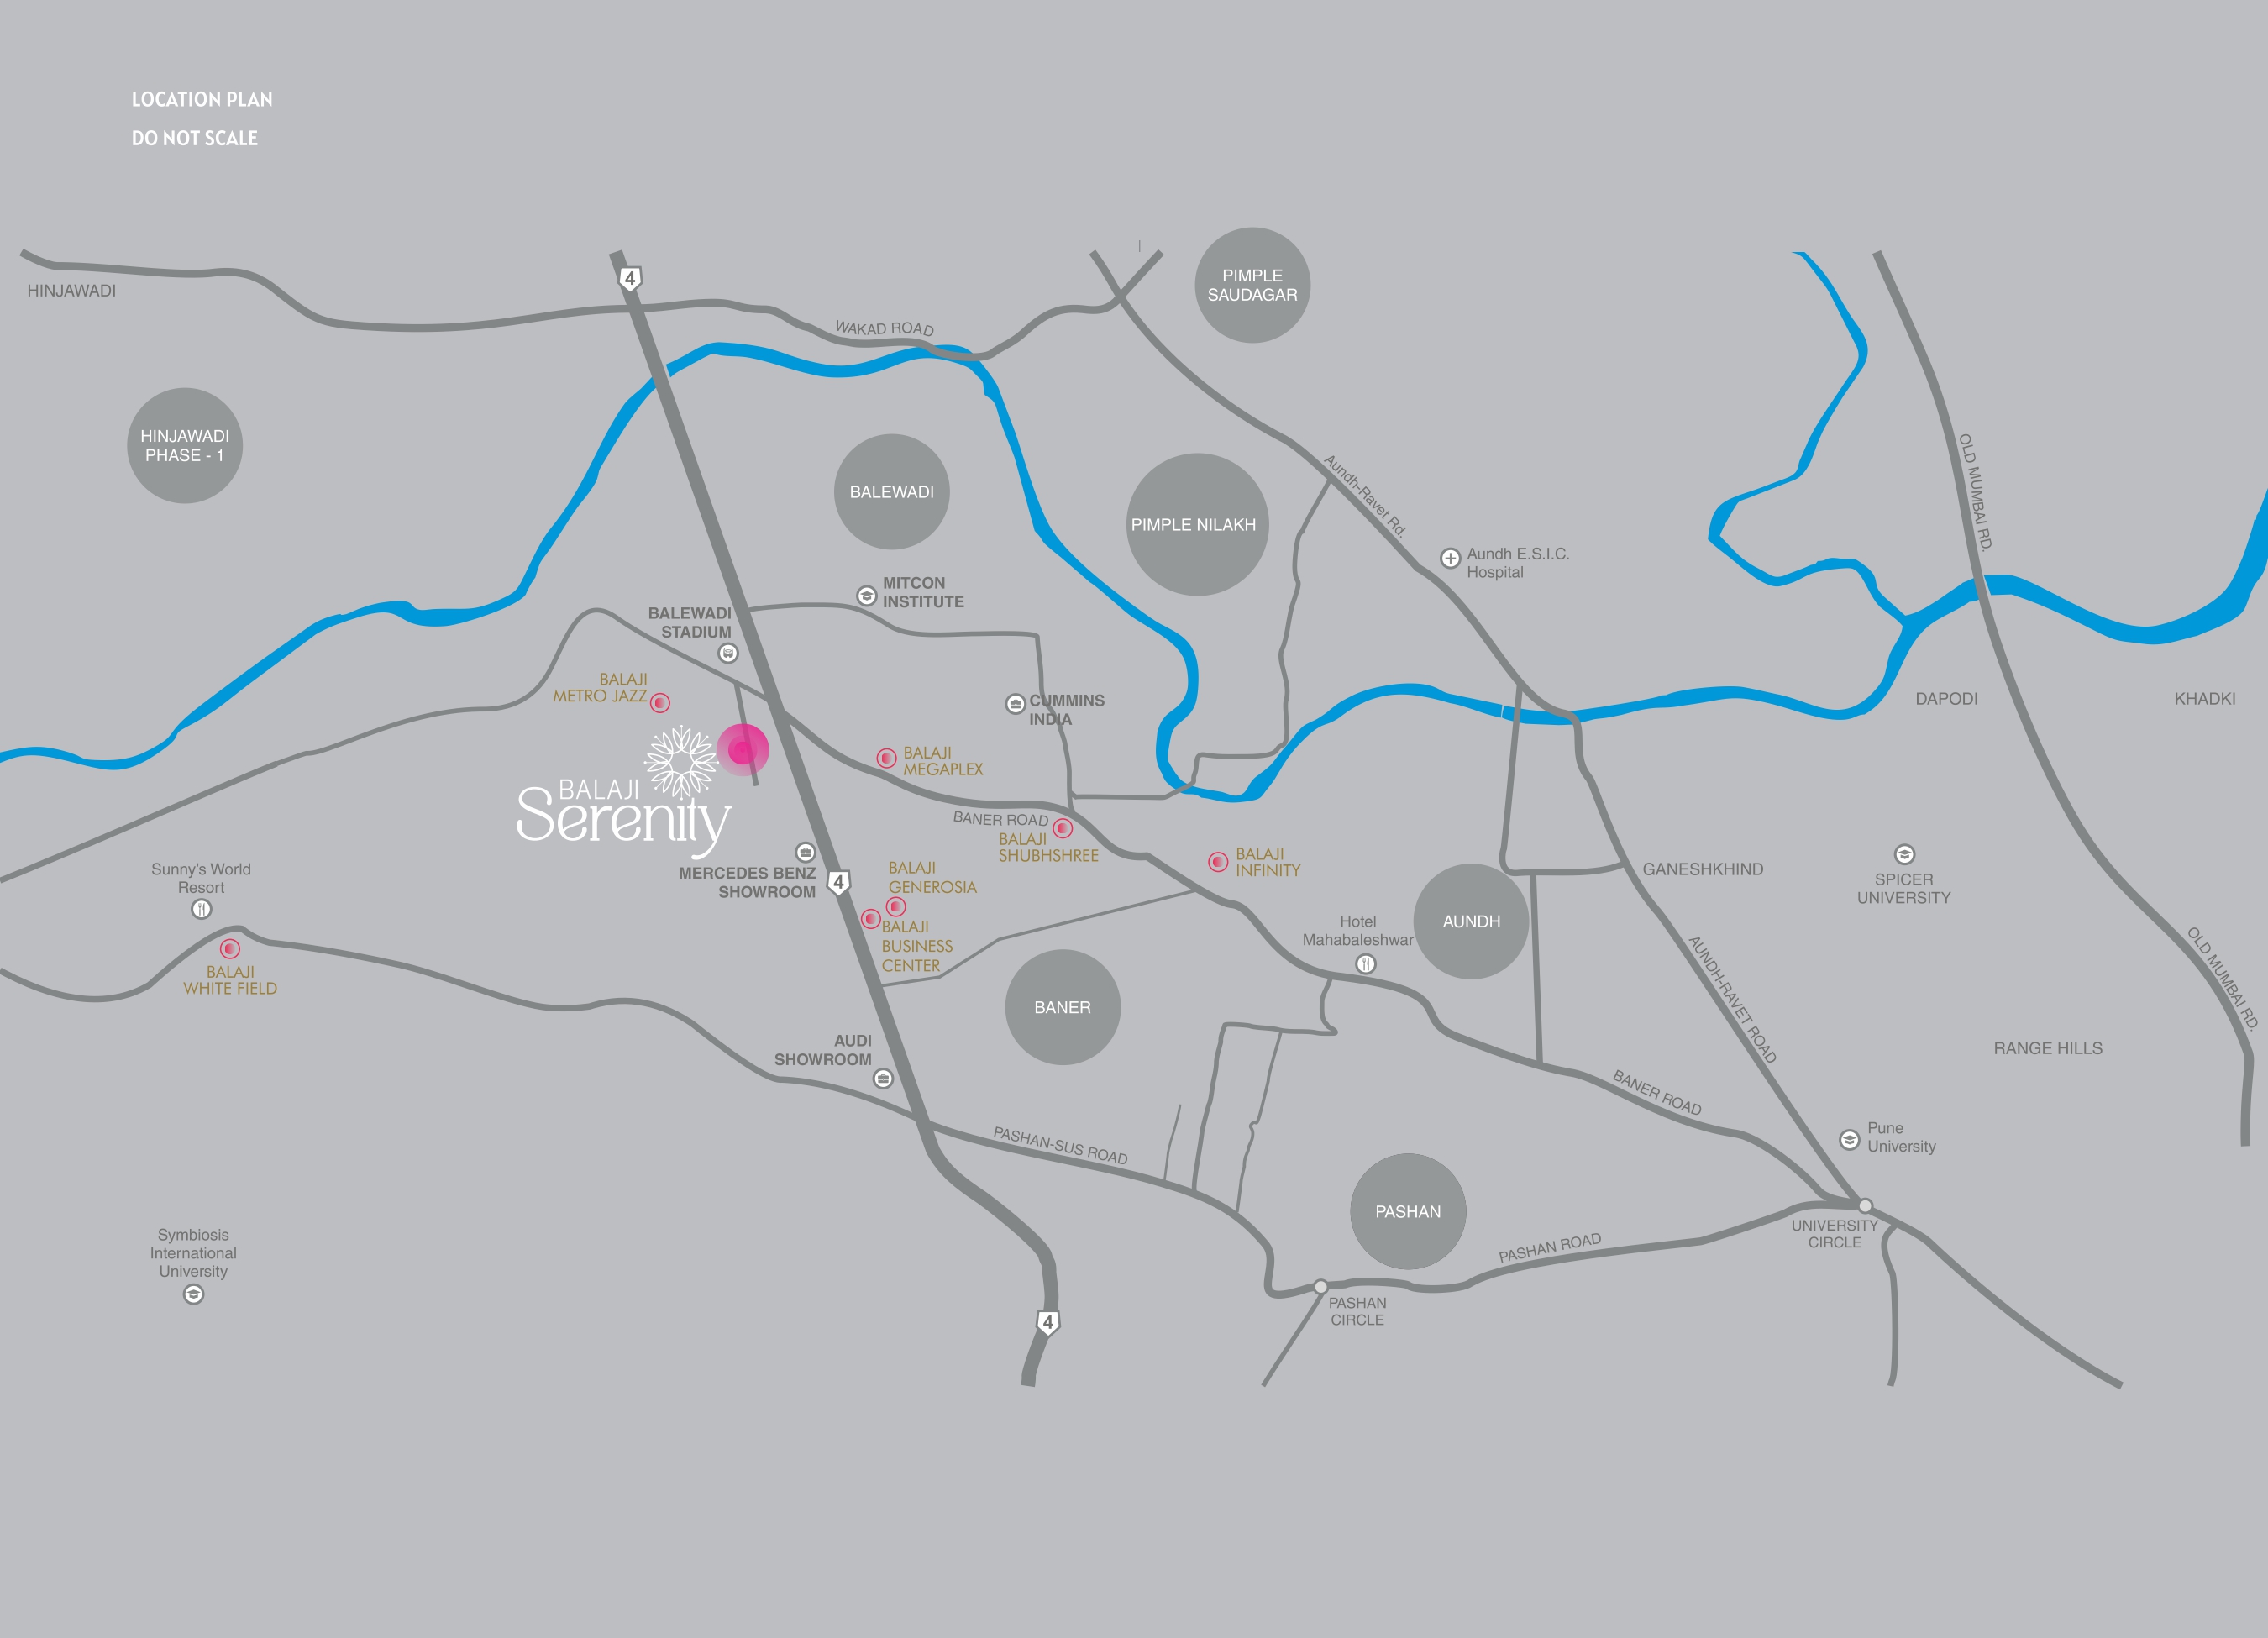 LOCATION PLAN
DO NOT SCALE
PIMPLE
SAUDAGAR
4
HINJAWADI
WAKAD ROAD
HINJAWADI
PHASE - 1
BALEWADI
PIMPLE NILAKH
Aundh-Ravet Rd.
OLD MUMBAI RD.
Aundh E.S.I.C.
Hospital
MITCON
INSTITUTE
BALEWADI
STADIUM
BALAJI
METRO JAZZ
CUMMINS
INDIA
DAPODI
KHADKI
BALAJI
MEGAPLEX
BALAJI
Serenity
BANER ROAD
BALAJI
SHUBHSHREE
BALAJI
INFINITY
Sunny's World
Resort
MERCEDES BENZ
SHOWROOM
4
BALAJI
GENEROSIA
BALAJI
BUSINESS
CENTER
GANESHKHIND
SPICER
UNIVERSITY
AUNDH
Hotel
Mahabaleshwar
BALAJI
WHITE FIELD
OLD MUMBAI RD.
AUNDH-RAVET ROAD
BANER
AUDI
SHOWROOM
RANGE HILLS
BANER ROAD
PASHAN-SUS ROAD
Pune
University
PASHAN
UNIVERSITY
CIRCLE
PASHAN ROAD
Symbiosis
International
University
PASHAN
CIRCLE
4